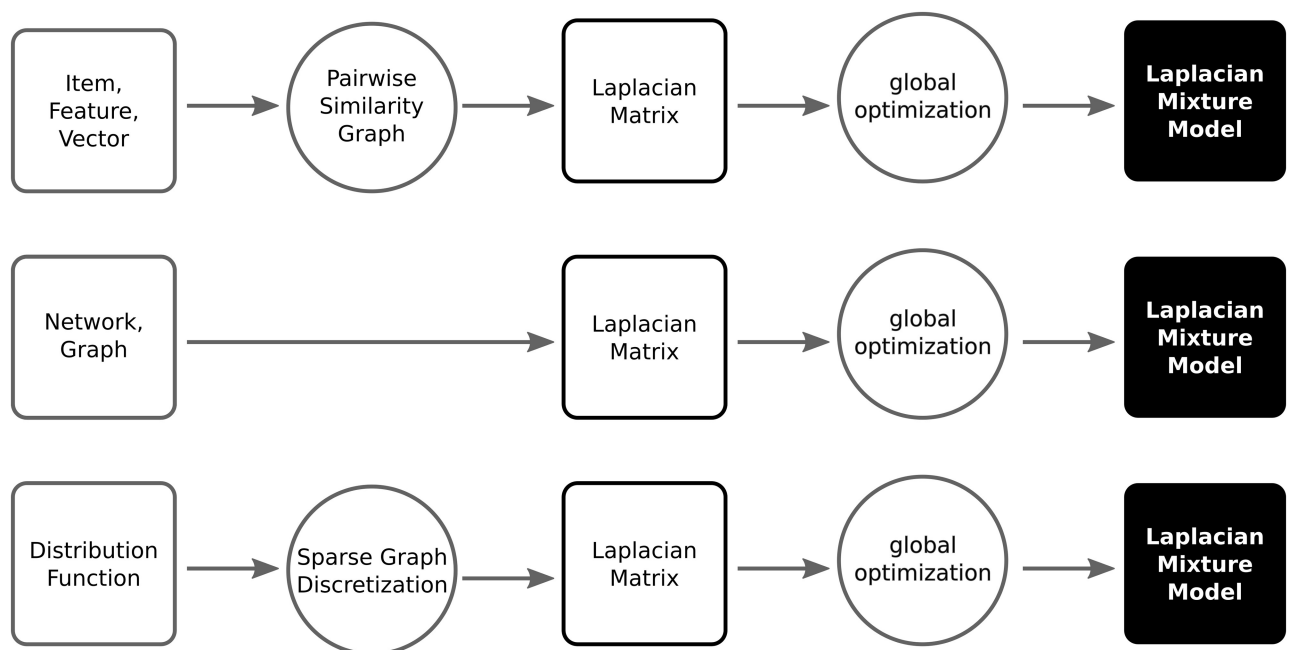 Item,
Feature,
Vector
Pairwise
Similarity
Graph
Laplacian
Matrix
global
optimization
Laplacian
Mixture
Model
Network,
Graph
Laplacian
Matrix
global
optimization
Laplacian
Mixture
Model
Distribution
Function
Sparse Graph
Discretization
Laplacian
Matrix
global
optimization
Laplacian
Mixture
Model